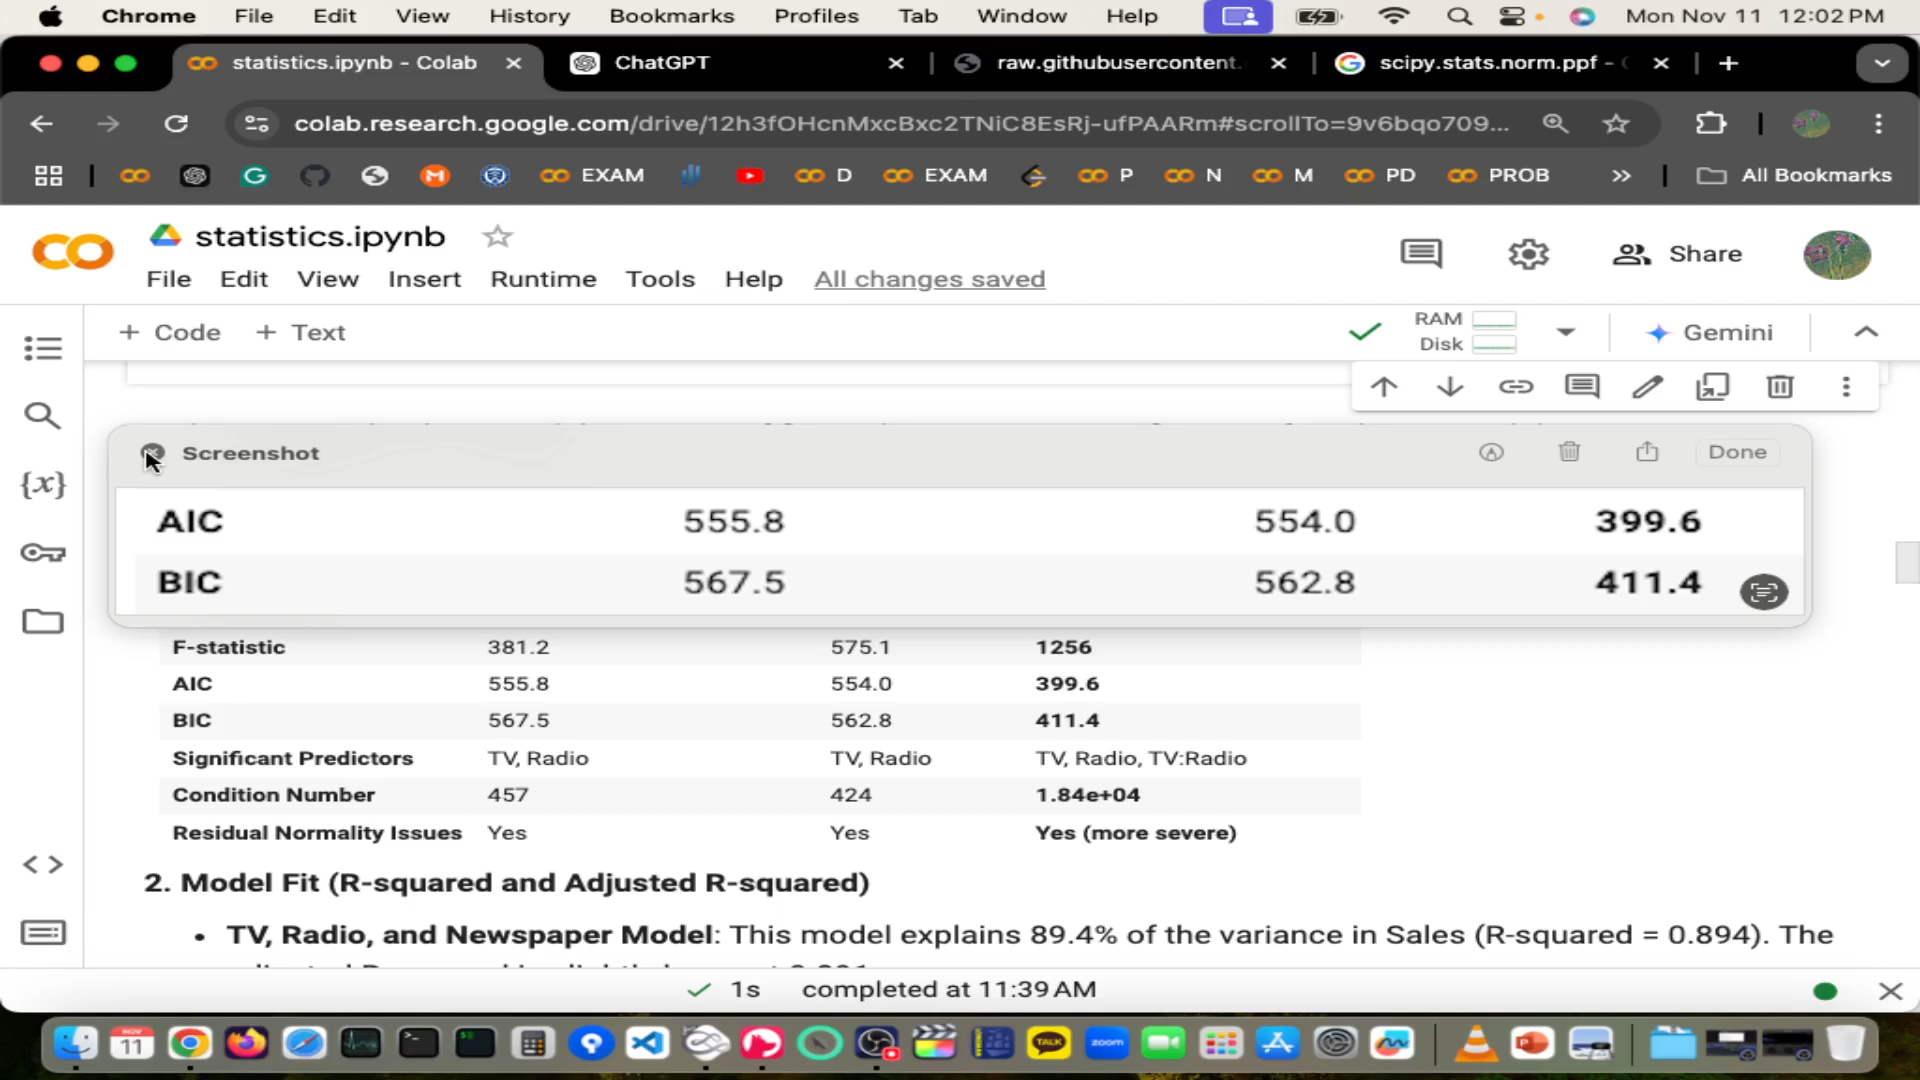 Chrome File Edit View History Bookmarks Profiles Tab Window Help Mon Nov 11 12:02 PM
statistics.ipynb - Colab ChatGPT raw.githubusercontent. scipy.stats.norm.ppf -
colab.research.google.com/drive/12h3fOHcnMxcBxc2TNiC8EsRj-ufPAARm#scrollTo=9v6bqo709...
EXAM D EXAM P N M PD PROB » All Bookmarks
statistics.ipynb
File Edit View Insert Runtime Tools Help All changes saved
Share
+ Code + Text
RAM
Disk
Gemini
Screenshot Done
AIC 555.8 554.0 399.6
BIC 567.5 562.8 411.4
F-statistic 381.2 575.1 1256
AIC 555.8 554.0 399.6
BIC 567.5 562.8 411.4
Significant Predictors TV, Radio TV, Radio TV, Radio, TV:Radio
Condition Number 457 424 1.84e+04
Residual Normality Issues Yes Yes Yes (more severe)
2. Model Fit (R-squared and Adjusted R-squared)
• TV, Radio, and Newspaper Model: This model explains 89.4% of the variance in Sales (R-squared = 0.894). The
1s completed at 11:39 AM
NOV
11
TALK
zoom